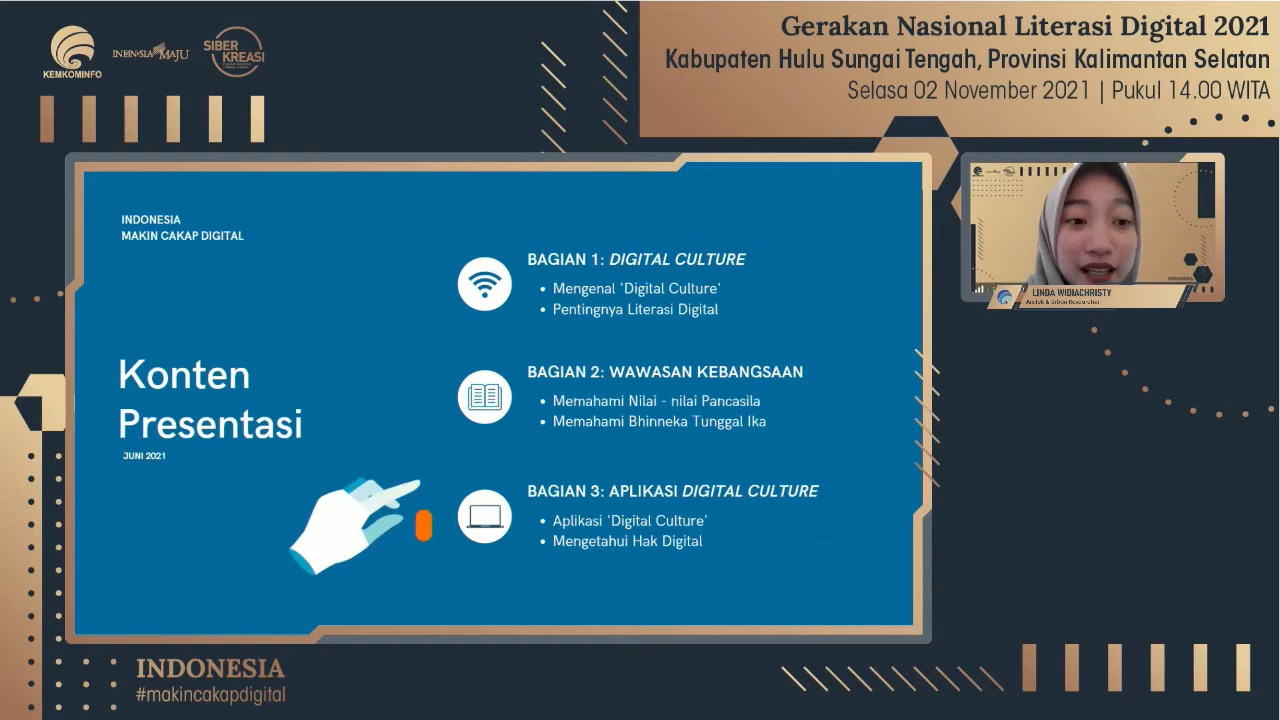 KEMKOMINFO
INDONESIA MAJU
SIBER
KREASI
Gerakan Nasional Literasi Digital 2021
Kabupaten Hulu Sungai Tengah, Provinsi Kalimantan Selatan
Selasa 02 November 2021 | Pukul 14.00 WITA
INDONESIA
MAKIN CAKAP DIGITAL
Konten
Presentasi
JUNI 2021
BAGIAN 1: DIGITAL CULTURE
• Mengenal 'Digital Culture'
• Pentingnya Literasi Digital
BAGIAN 2: WAWASAN KEBANGSAAN
• Memahami Nilai - nilai Pancasila
• Memahami Bhinneka Tunggal Ika
BAGIAN 3: APLIKASI DIGITAL CULTURE
• Aplikasi 'Digital Culture'
• Mengetahui Hak Digital
LINDA WIDIACHRISTY
Arsitek & Urban Researcher
INDONESIA
#makincakapdigital